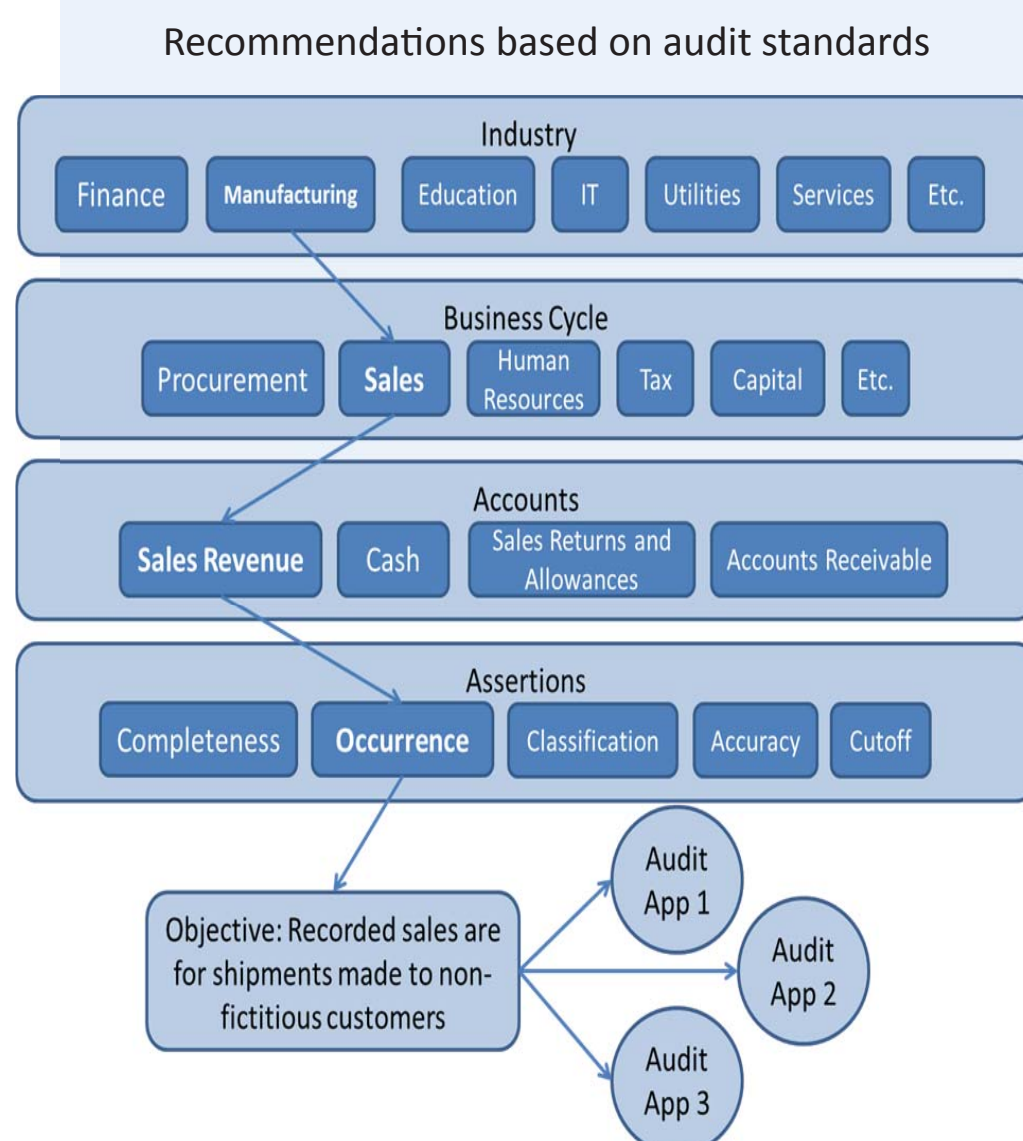 Recommendations based on audit standards
Industry
Finance
Manufacturing
Education
IT
Utilities
Services
Etc.
Business Cycle
Procurement
Sales
Human
Resources
Tax
Capital
Etc.
Accounts
Sales Revenue
Cash
Sales Returns and
Allowances
Accounts Receivable
Assertions
Completeness
Occurrence
Classification
Accuracy
Cutoff
Objective: Recorded sales are
for shipments made to non-
fictitious customers
Audit
App 1
Audit
App 2
Audit
App 3